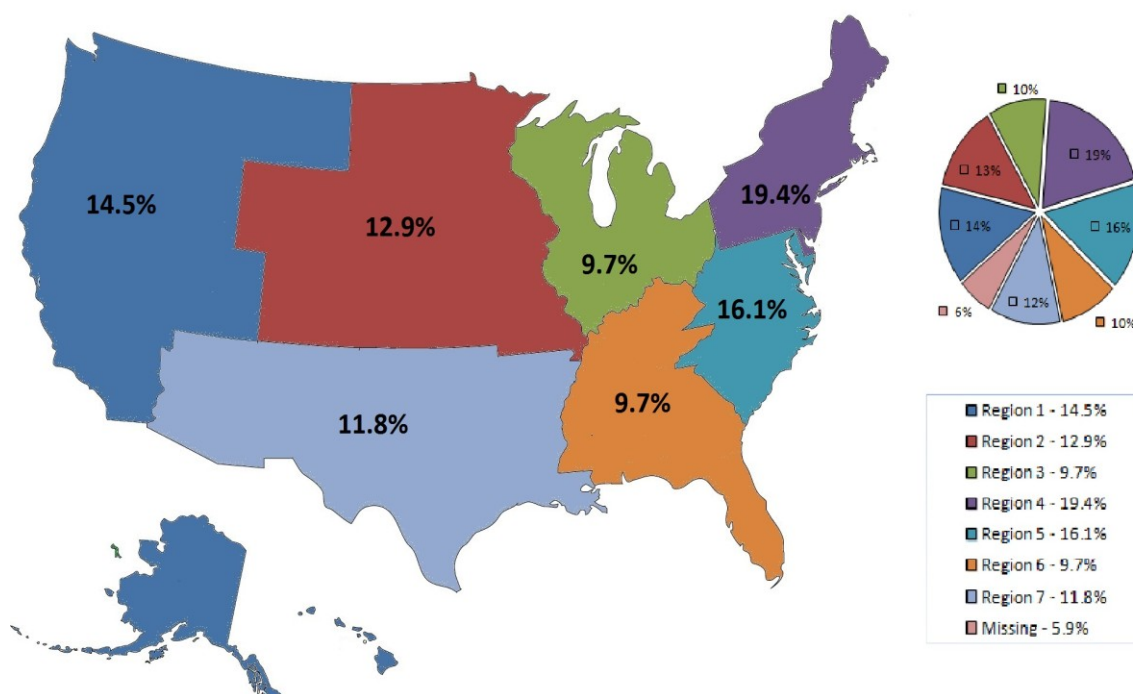 14.5%
12.9%
9.7%
19.4%
16.1%
9.7%
11.8%
10%
19%
13%
14%
16%
6%
12%
10%
Region 1 - 14.5%
Region 2 - 12.9%
Region 3 - 9.7%
Region 4 - 19.4%
Region 5 - 16.1%
Region 6 - 9.7%
Region 7 - 11.8%
Missing - 5.9%